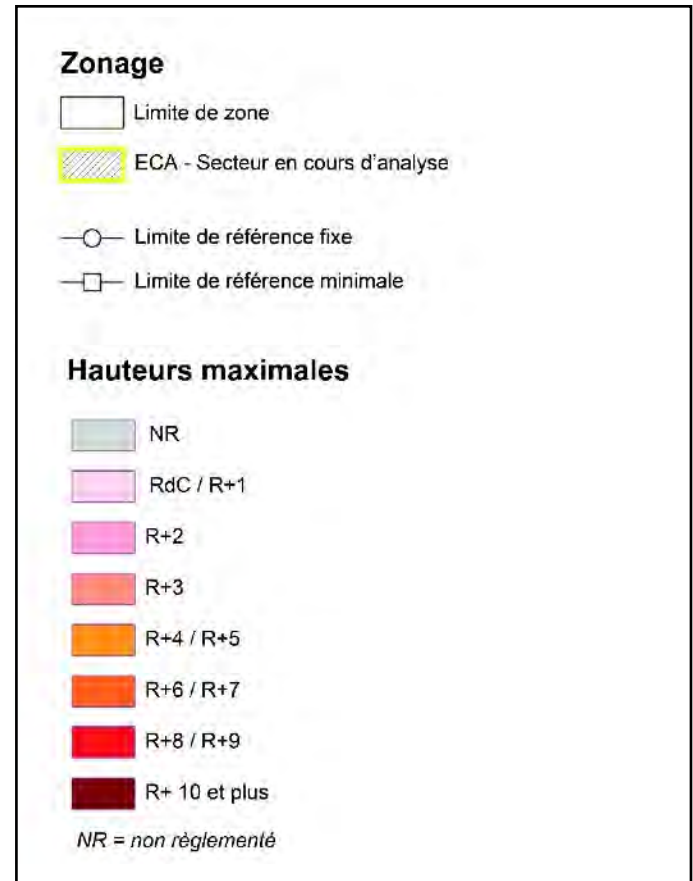 Zonage
Limite de zone
ECA - Secteur en cours d'analyse
Limite de référence fixe
Limite de référence minimale
Hauteurs maximales
NR
RdC / R+1
R+2
R+3
R+4 / R+5
R+6 / R+7
R+8 / R+9
R+ 10 et plus
NR = non règlementé